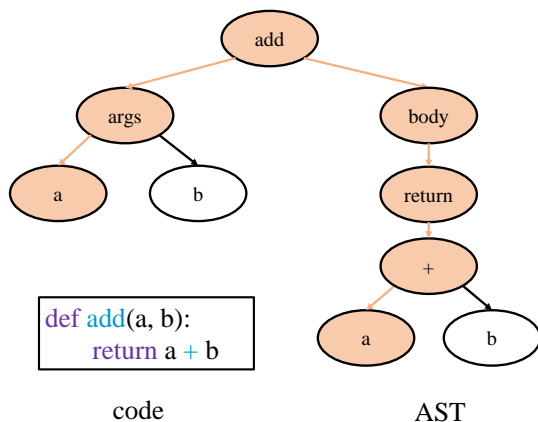 add
args
body
a
b
return
+
a
b
def add(a, b):
return a + b
code
AST